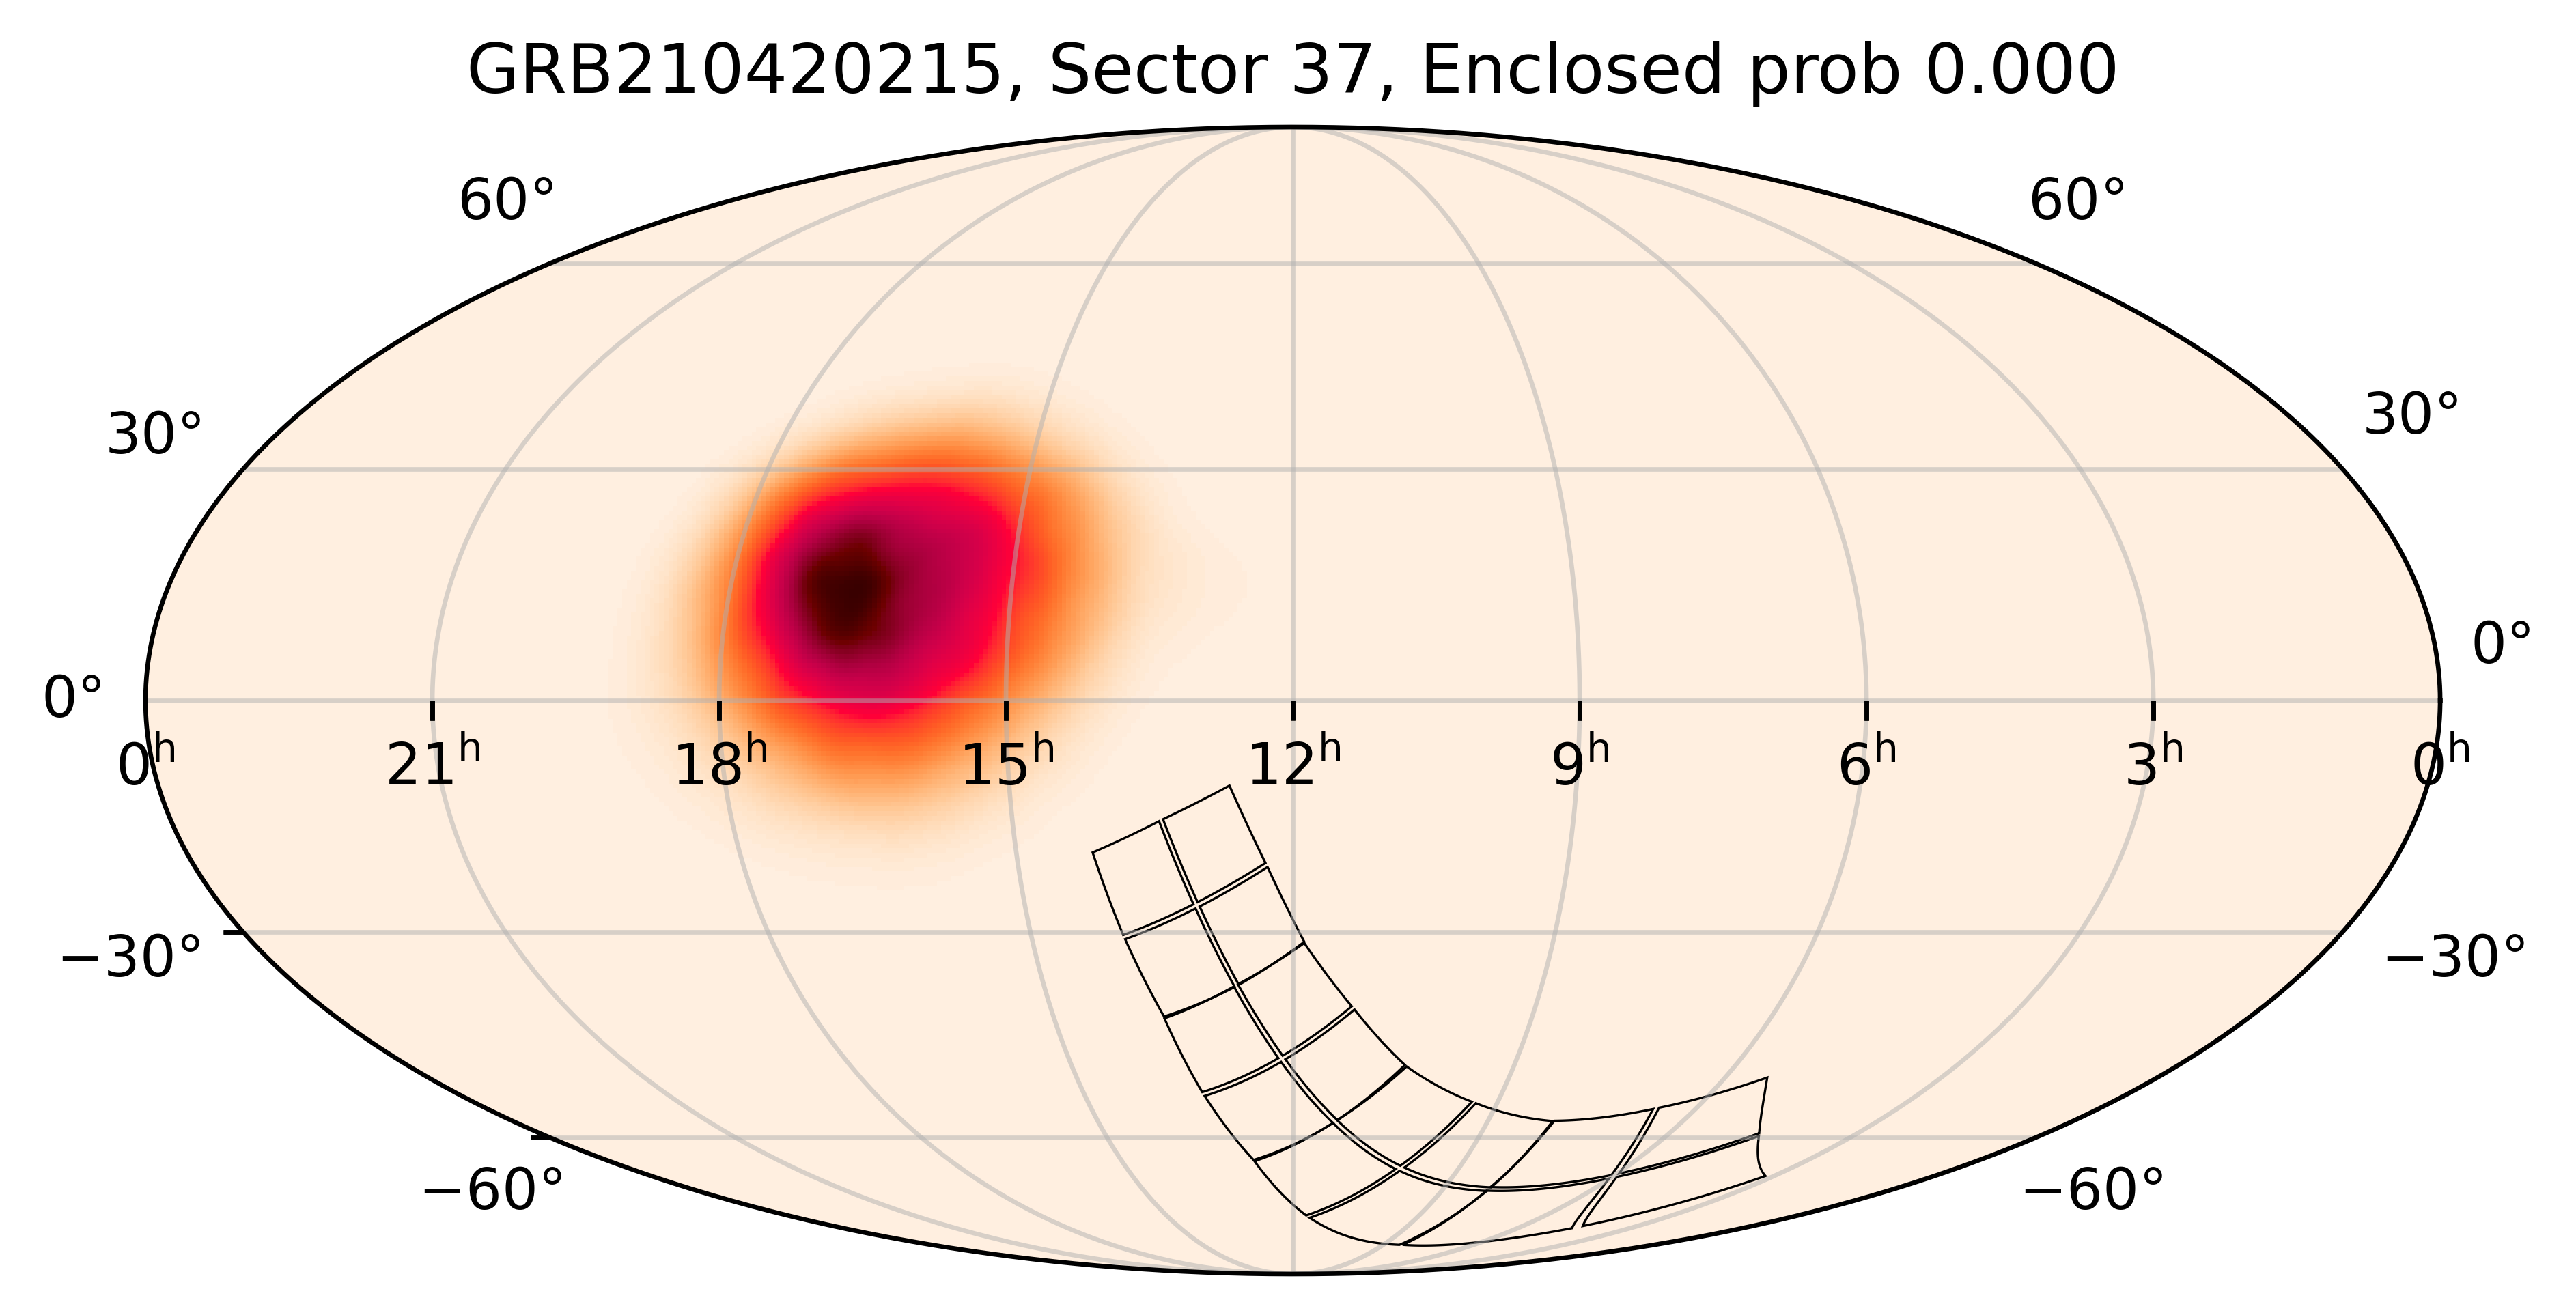 GRB210420215, Sector 37, Enclosed prob 0.000
60° 60°
30° 30°
0° 0°
0ʰ 21ʰ 18ʰ 15ʰ 12ʰ 9ʰ 6ʰ 3ʰ 0ʰ
−30° −30°
−60° −60°